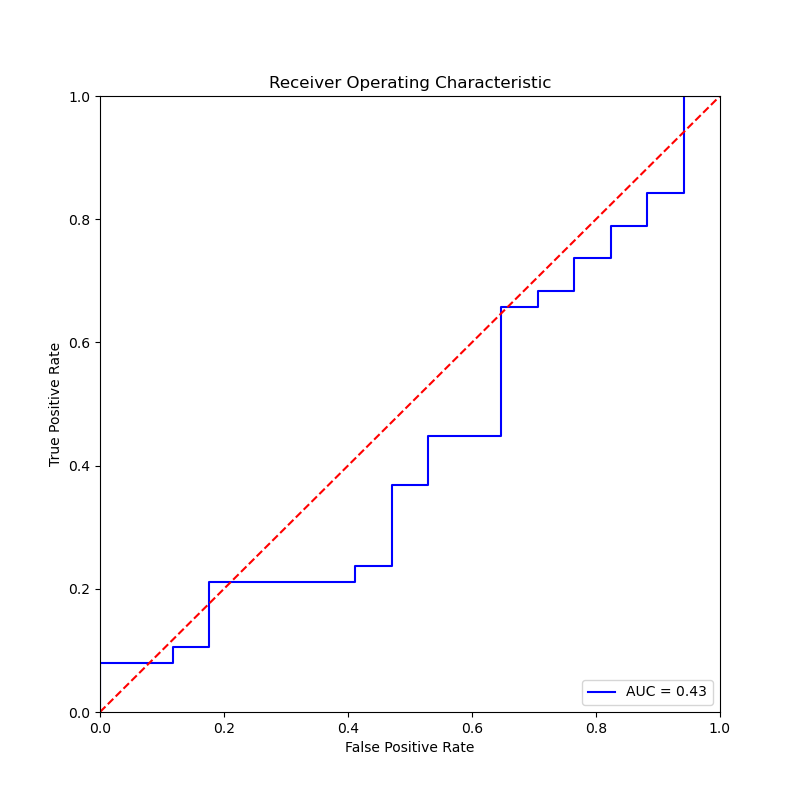 Receiver Operating Characteristic
1.0
0.8
0.6
0.4
0.2
0.0
True Positive Rate
AUC = 0.43
0.0 0.2 0.4 0.6 0.8 1.0
False Positive Rate